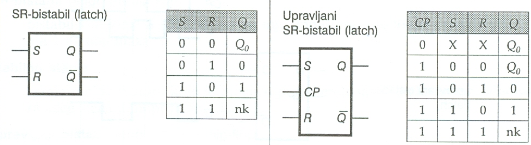 SR-bistabil (latch)
S Q
R Q̅
S R Q
0 0 Q₀
0 1 0
1 0 1
1 1 nk
Upravljani
SR-bistabil (latch)
S Q
CP
R Q̅
CP S R Q
0 X X Q₀
1 0 0 Q₀
1 0 1 0
1 1 0 1
1 1 1 nk